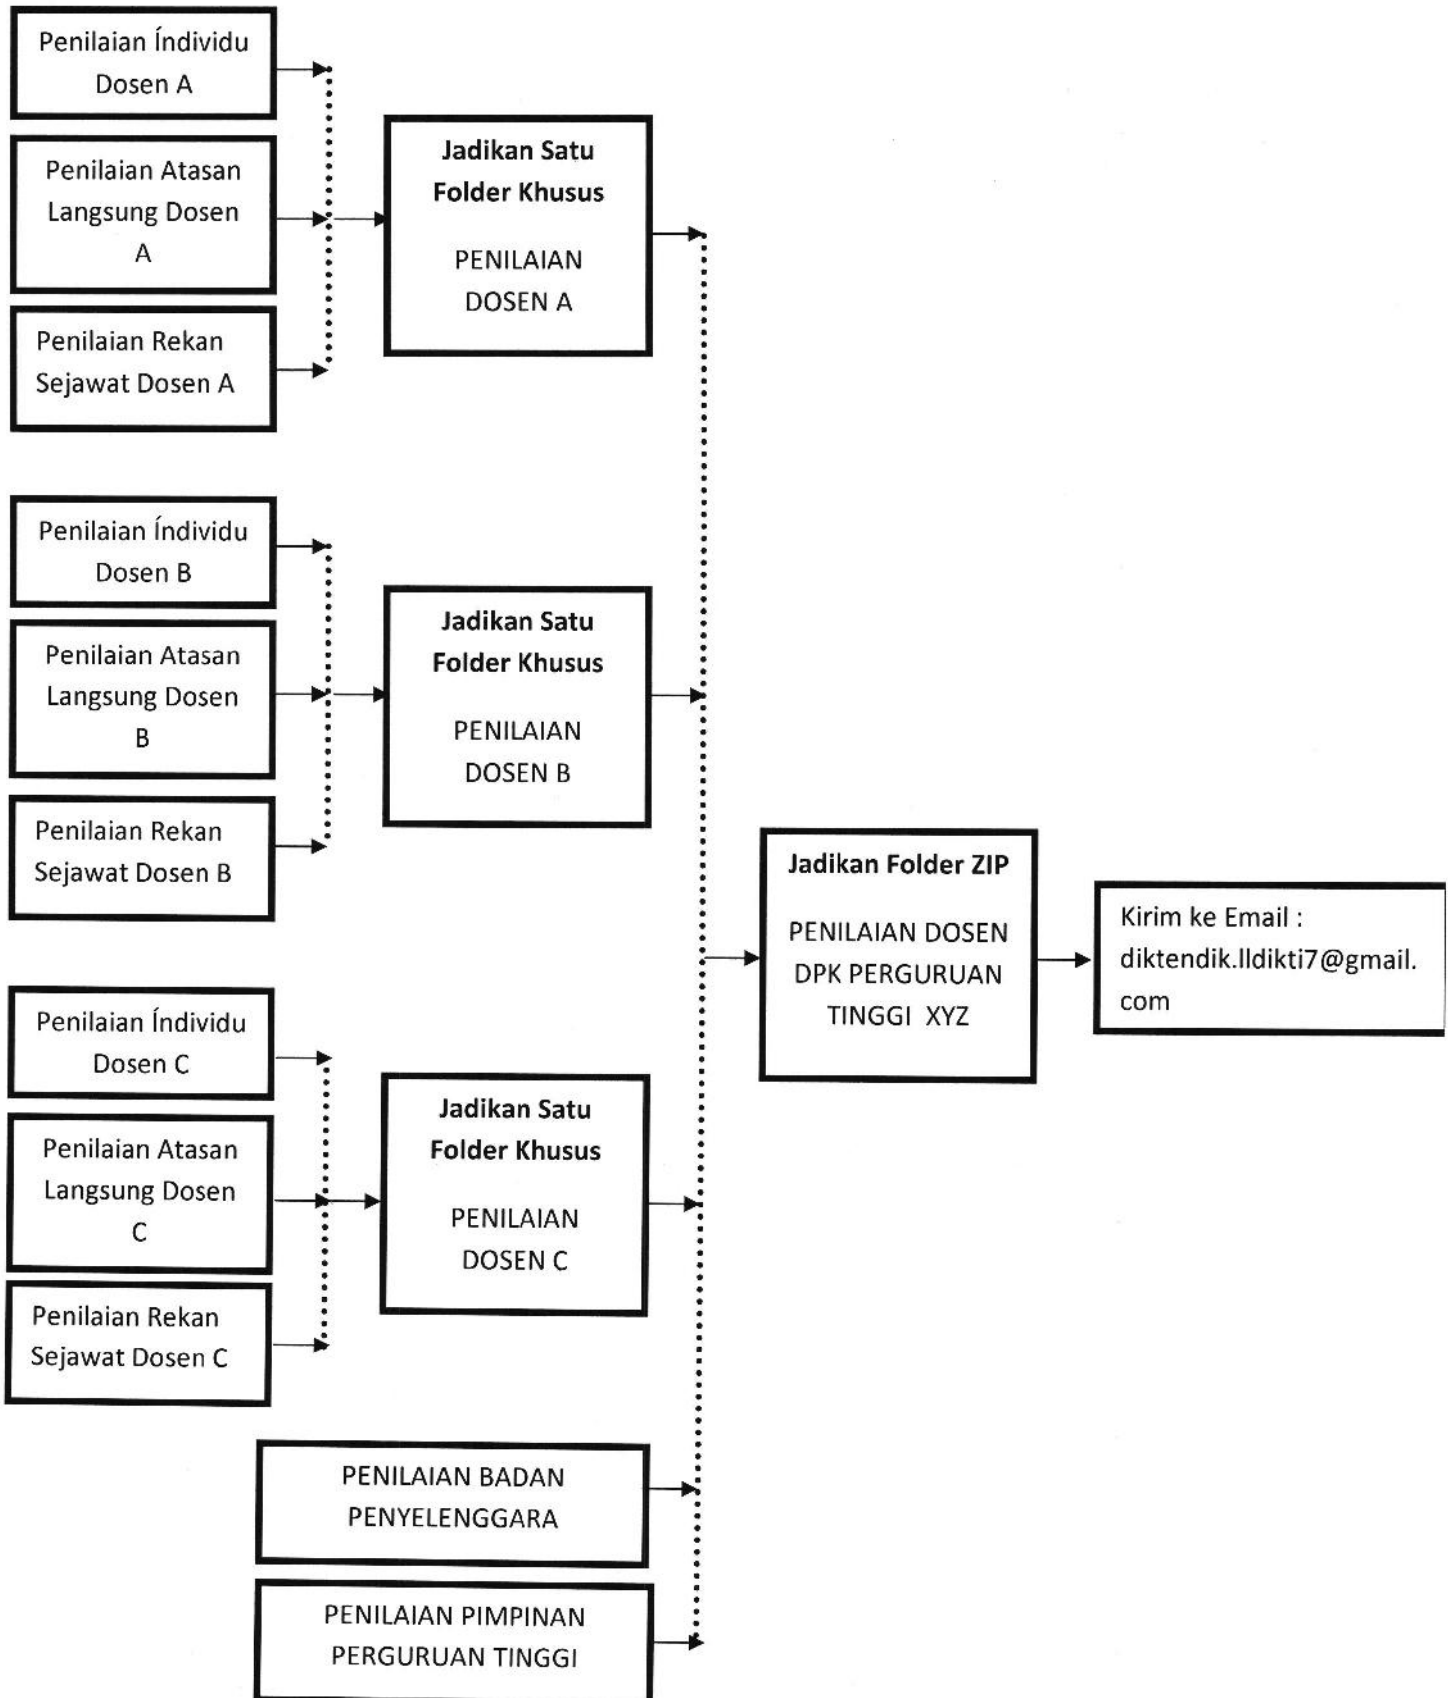 Penilaian Índividu
Dosen A
Penilaian Atasan
Langsung Dosen
A
Penilaian Rekan
Sejawat Dosen A
Jadikan Satu
Folder Khusus
PENILAIAN
DOSEN A
Penilaian Índividu
Dosen B
Penilaian Atasan
Langsung Dosen
B
Penilaian Rekan
Sejawat Dosen B
Jadikan Satu
Folder Khusus
PENILAIAN
DOSEN B
Penilaian Índividu
Dosen C
Penilaian Atasan
Langsung Dosen
C
Penilaian Rekan
Sejawat Dosen C
Jadikan Satu
Folder Khusus
PENILAIAN
DOSEN C
PENILAIAN BADAN
PENYELENGGARA
PENILAIAN PIMPINAN
PERGURUAN TINGGI
Jadikan Folder ZIP
PENILAIAN DOSEN
DPK PERGURUAN
TINGGI XYZ
Kirim ke Email :
diktendik.lldikti7@gmail.
com